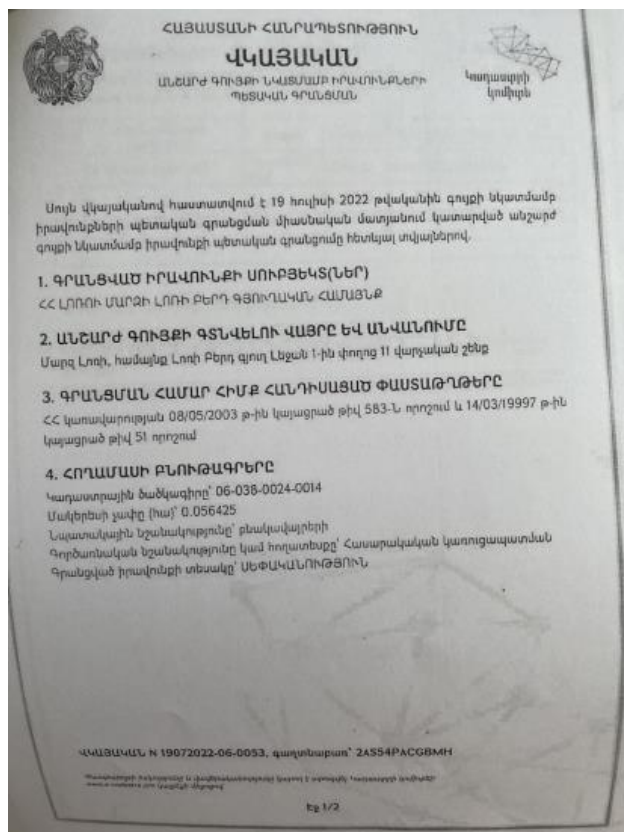 ՀԱՅԱՍՏԱՆԻ ՀԱՆՐԱՊԵՏՈՒԹՅՈՒՆ
ՎԿԱՅԱԿԱՆ
ԱՆՇԱՐԺ ԳՈՒՅՔԻ ՆԿԱՏՄԱՄԲ ԻՐԱՎՈՒՆՔՆԵՐԻ
ՊԵՏԱԿԱՆ ԳՐԱՆՑՄԱՆ
Կադաստրի
կոմիտե
Սույն վկայականով հաստատվում է 19 հուլիսի 2022 թվականին գույքի նկատմամբ
իրավունքների պետական գրանցման միասնական մատյանում կատարված անշարժ
գույքի նկատմամբ իրավունքի պետական գրանցումը հետևյալ տվյալներով.
1. ԳՐԱՆՑՎԱԾ ԻՐԱՎՈՒՆՔԻ ՍՈՒԲՅԵԿՏ(ՆԵՐ)
ՀՀ ԼՈՌՈՒ ՄԱՐԶԻ ԼՈՌԻ ԲԵՐԴ ԳՅՈՒՂԱԿԱՆ ՀԱՄԱՅՆՔ
2. ԱՆՇԱՐԺ ԳՈՒՅՔԻ ԳՏՆՎԵԼՈՒ ՎԱՅՐԸ ԵՎ ԱՆՎԱՆՈՒՄԸ
Մարզ Լոռի, համայնք Լոռի Բերդ գյուղ Լեջան 1-ին փողոց 11 վարչական շենք
3. ԳՐԱՆՑՄԱՆ ՀԱՄԱՐ ՀԻՄՔ ՀԱՆԴԻՍԱՑԱԾ ՓԱՍՏԱԹՂԹԵՐԸ
ՀՀ կառավարության 08/05/2003 թ-ին կայացրած թիվ 583-Ն որոշում և 14/03/19997 թ-ին
կայացրած թիվ 51 որոշում
4. ՀՈՂԱՄԱՍԻ ԲՆՈՒԹԱԳՐԵՐԸ
Կադաստրային ծածկագիրը՝ 06-038-0024-0014
Մակերեսի չափը (հա)՝ 0.056425
Նպատակային նշանակությունը՝ բնակավայրերի
Գործառնական նշանակությունը կամ հողատեսքը՝ Հասարակական կառուցապատման
Գրանցված իրավունքի տեսակը՝ ՍԵՓԱԿԱՆՈՒԹՅՈՒՆ
ՎԿԱՅԱԿԱՆ N 19072022-06-0053, գաղտնաբառ՝ 2AS54PACGBMH
Էջ 1/2